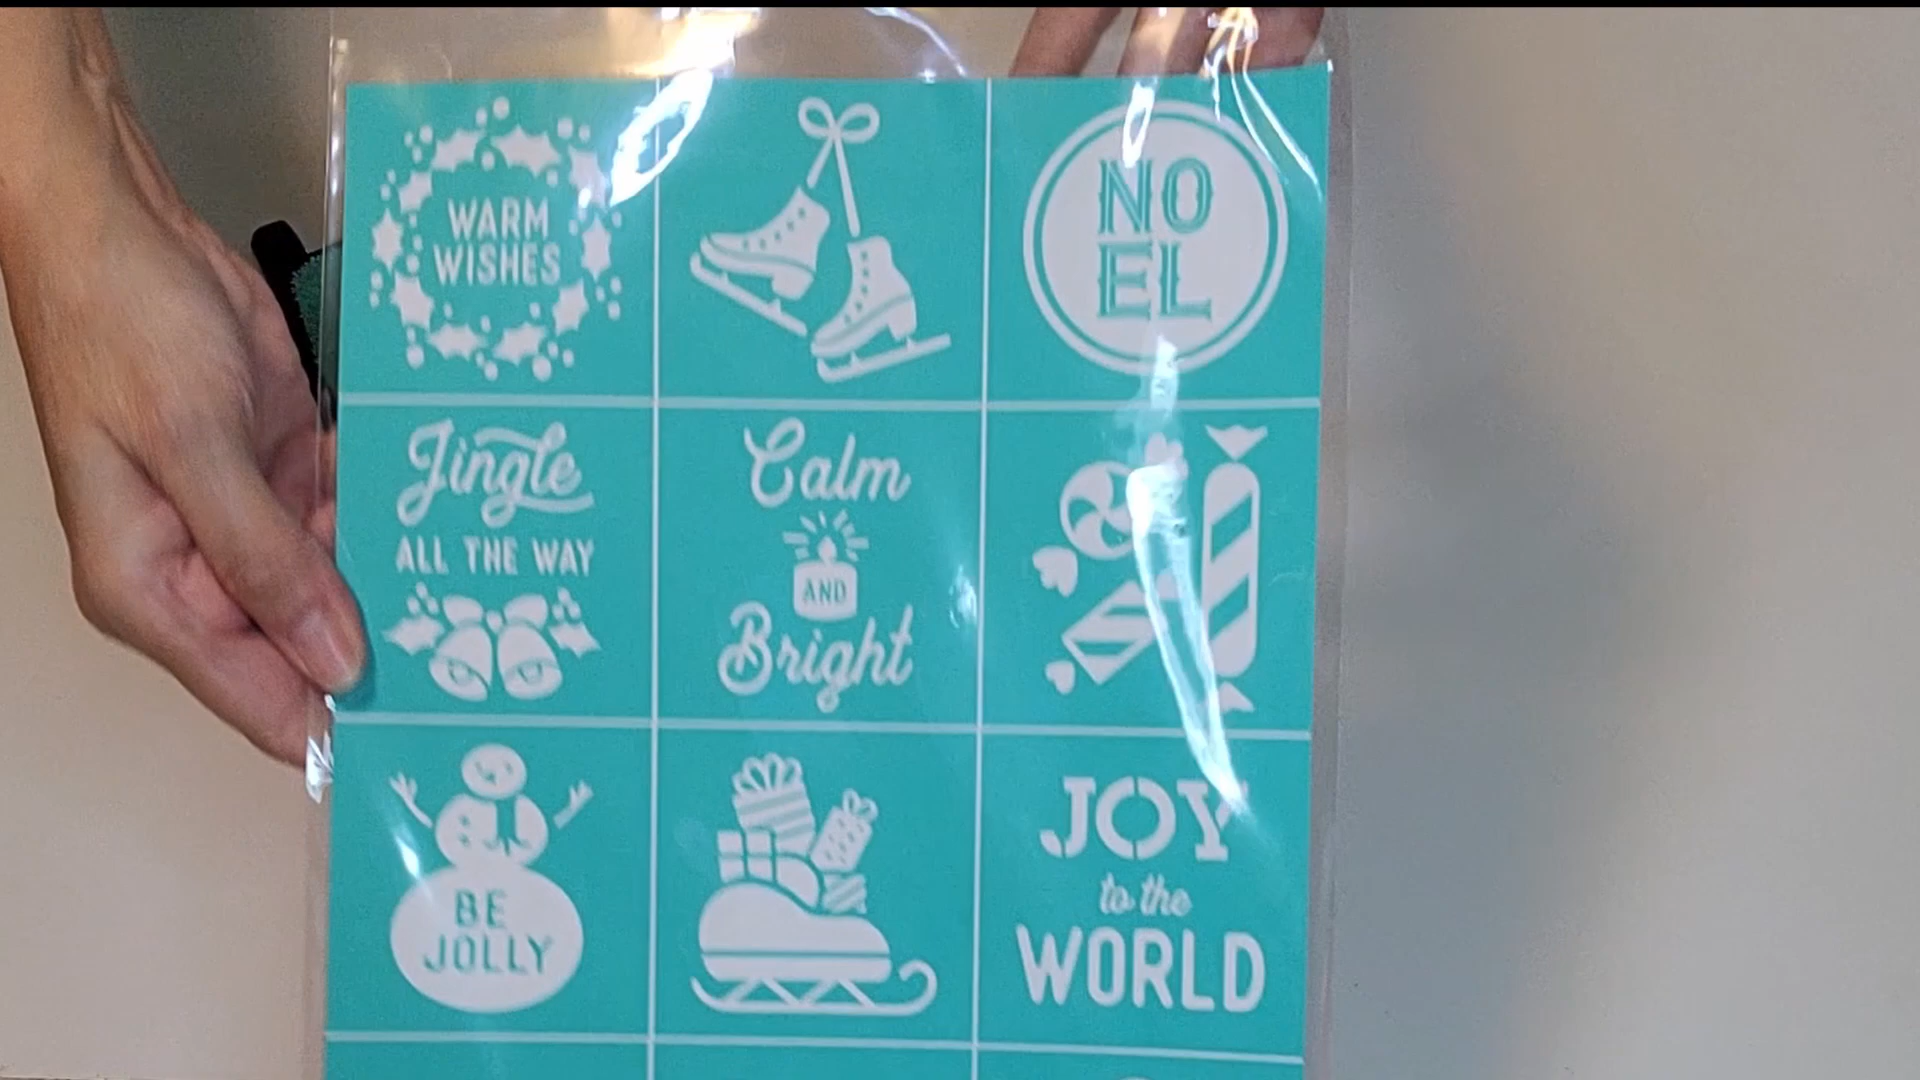 WARM
WISHES
NO
EL
Jingle
ALL THE WAY
Calm
AND
Bright
BE
JOLLY
JOY
to the
WORLD